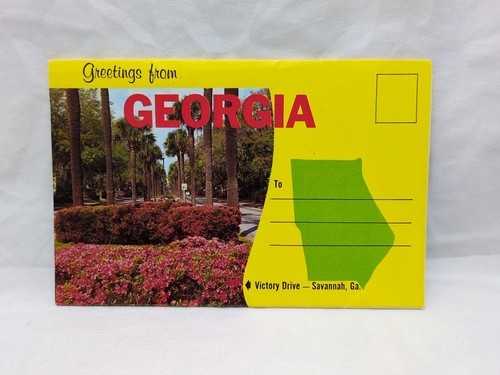 Greetings from
GEORGIA
To
Victory Drive — Savannah, Ga.